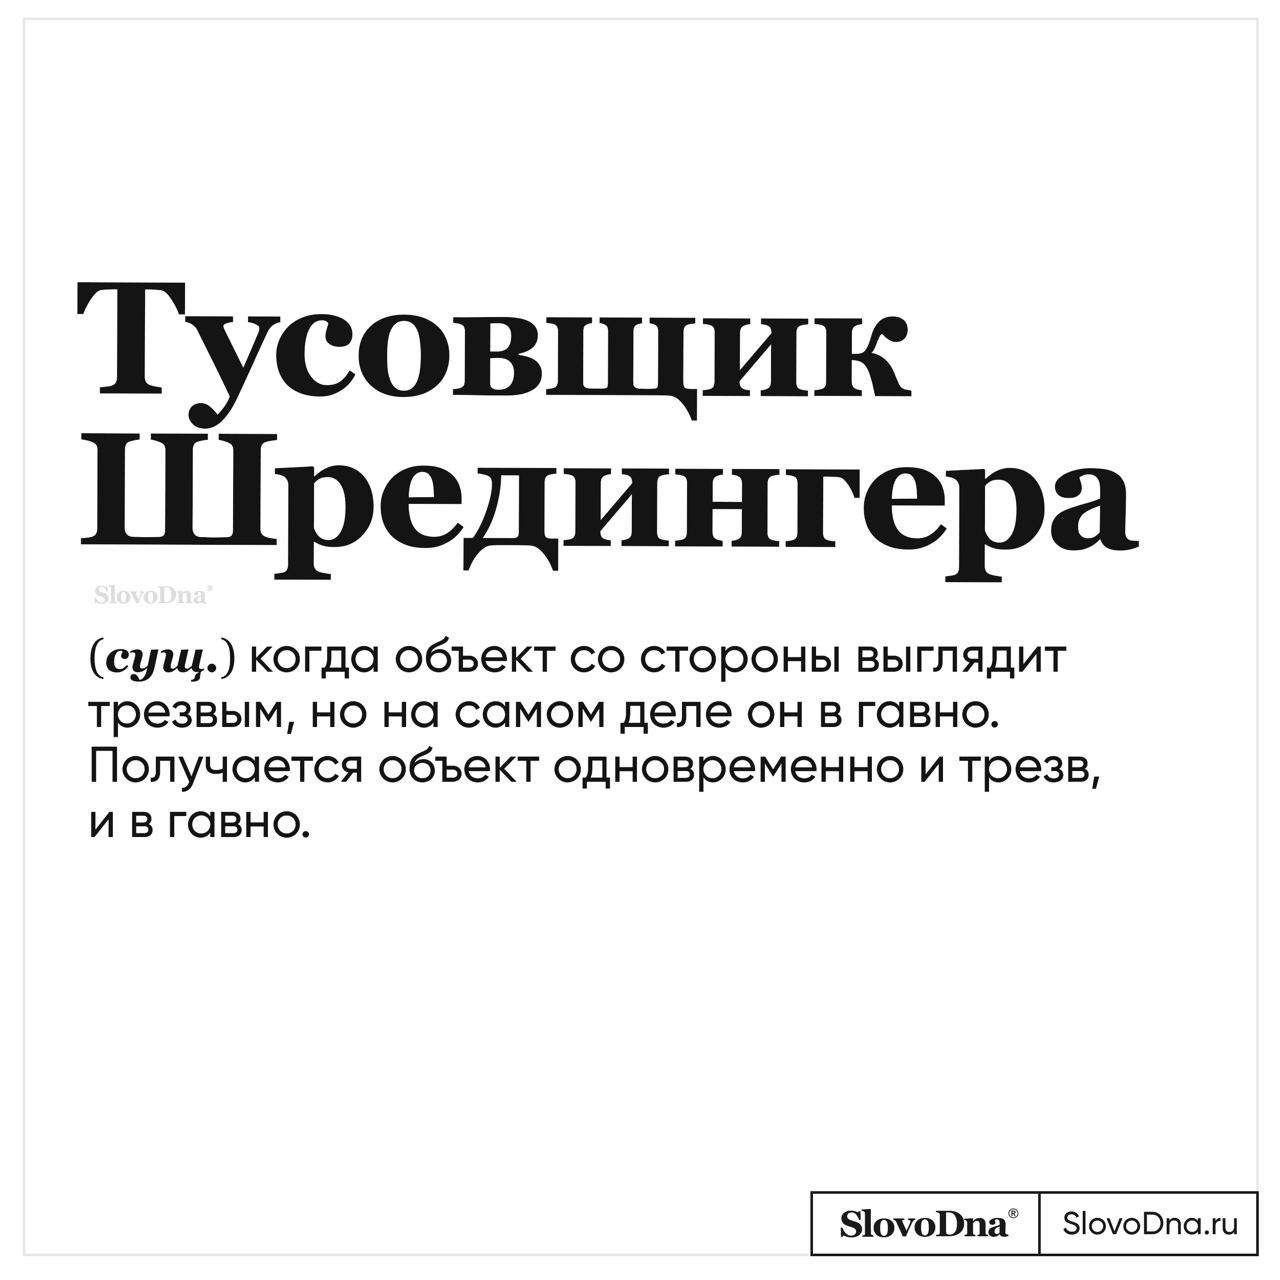 Тусовщик
Шредингера
SlovoDna®
(сущ.) когда объект со стороны выглядит
трезвым, но на самом деле он в гавно.
Получается объект одновременно и трезв,
и в гавно.
SlovoDna® SlovoDna.ru